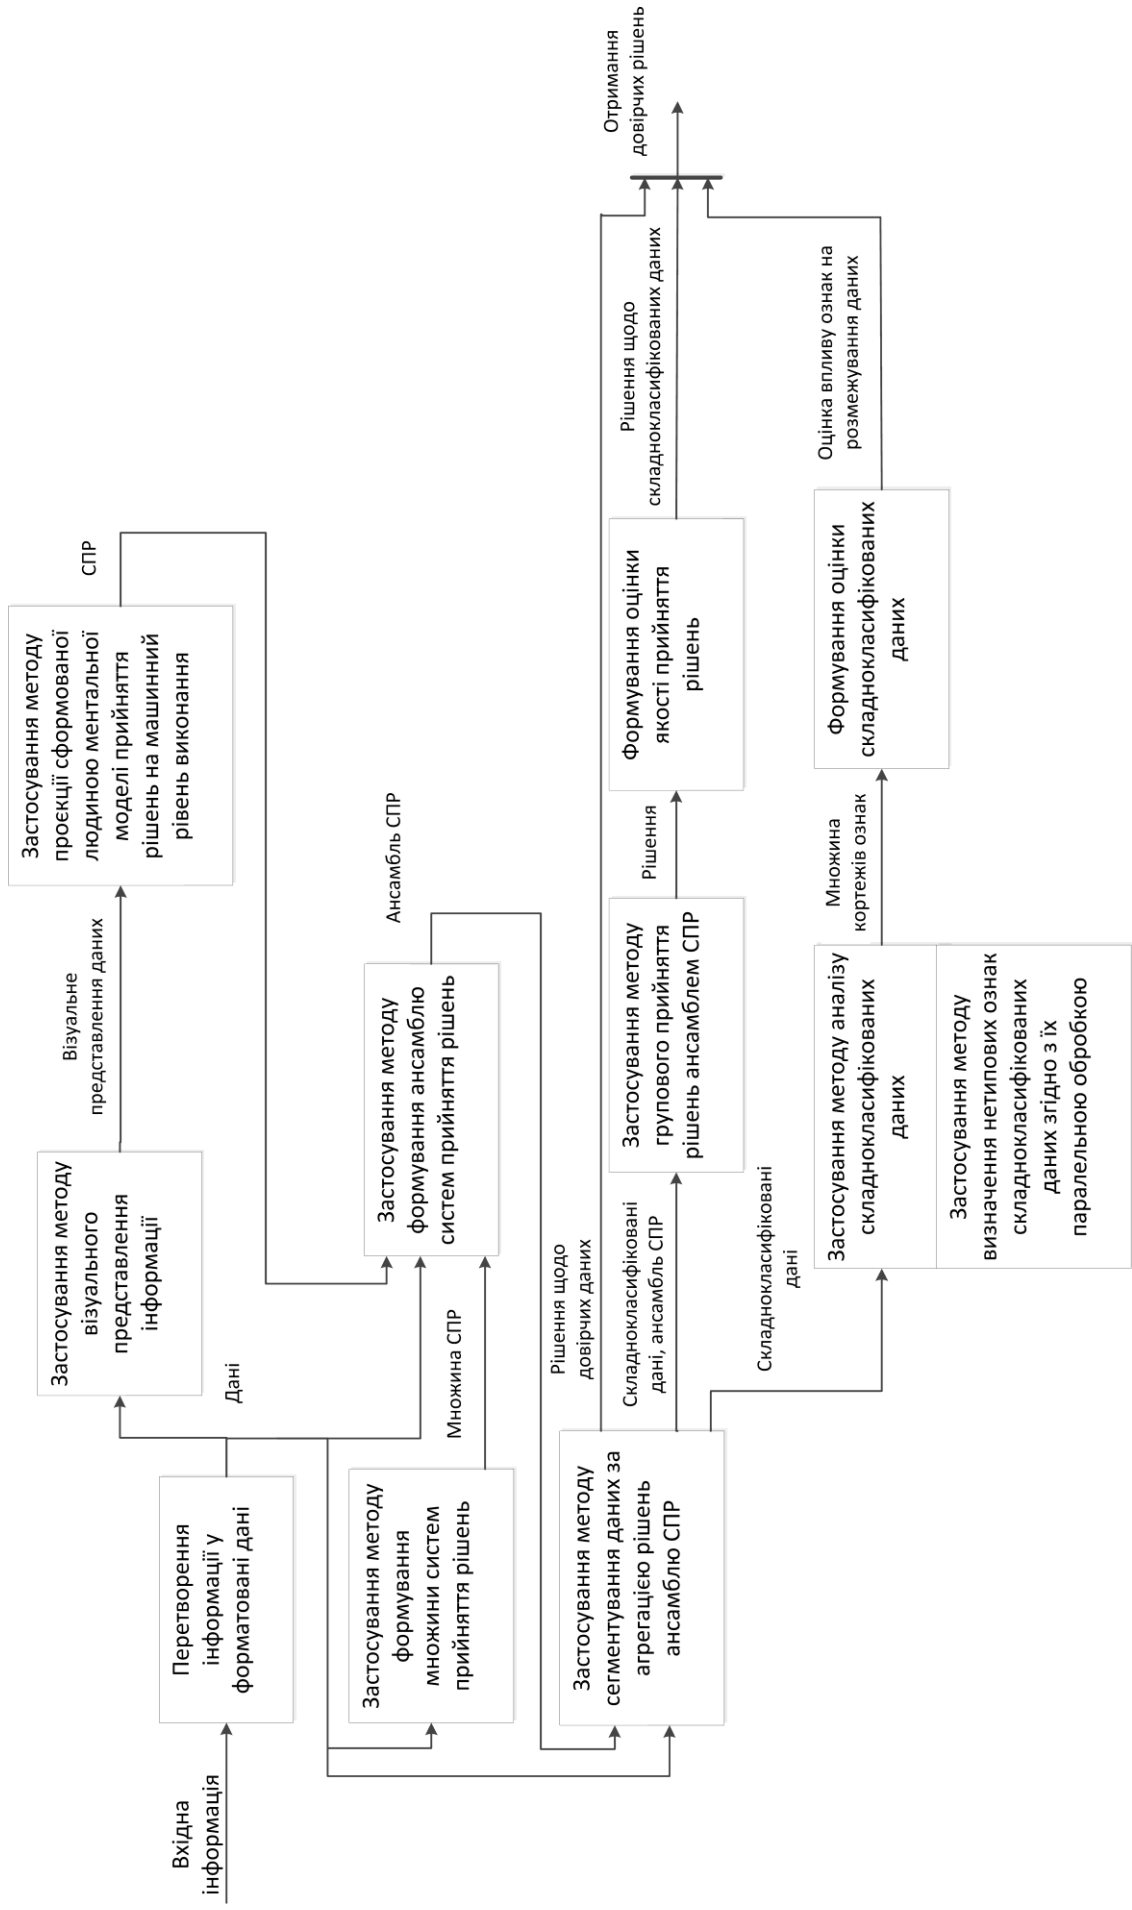 Вхідна
інформація
Перетворення
інформації у
форматовані дані
Дані
Застосування методу
візуального
представлення
інформації
Візуальне
представлення даних
Застосування методу
проєкції сформованої
людиною ментальної
моделі прийняття
рішень на машинний
рівень виконання
СПР
Застосування методу
формування
множини систем
прийняття рішень
Множина СПР
Застосування методу
формування ансамблю
систем прийняття рішень
Ансамбль СПР
Застосування методу
сегментування даних за
агрегацією рішень
ансамблю СПР
Рішення щодо
довірчих даних
Складнокласифіковані
дані, ансамбль СПР
Застосування методу
групового прийняття
рішень ансамблем СПР
Рішення
Формування оцінки
якості прийняття
рішень
Рішення щодо
складнокласифікованих даних
Отримання
довірчих рішень
Складнокласифіковані
дані
Застосування методу аналізу
складнокласифікованих
даних
Застосування методу
визначення нетипових ознак
складнокласифікованих
даних згідно з їх
паралельною обробкою
Множина
кортежів ознак
Формування оцінки
складнокласифікованих
даних
Оцінка впливу ознак на
розмежування даних